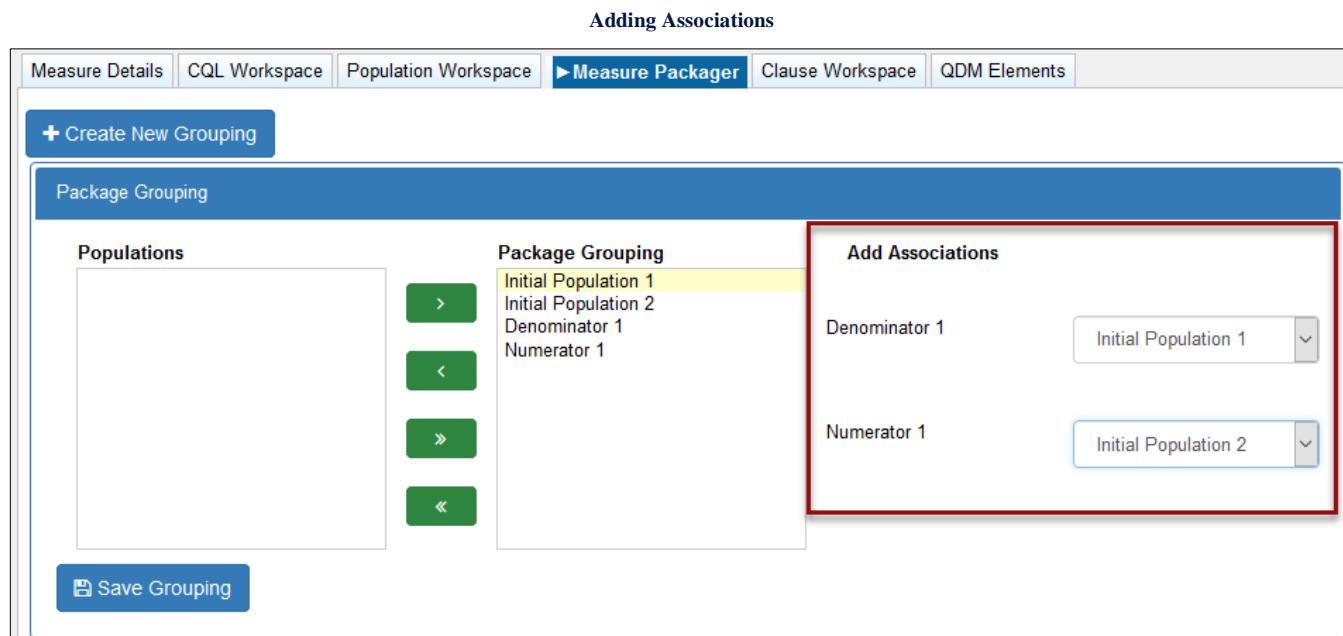 Adding Associations
Measure Details CQL Workspace Population Workspace ►Measure Packager Clause Workspace QDM Elements
+ Create New Grouping
Package Grouping
Populations
Package Grouping
Initial Population 1
Initial Population 2
Denominator 1
Numerator 1
>
<
»
«
Add Associations
Denominator 1 Initial Population 1
Numerator 1 Initial Population 2
Save Grouping